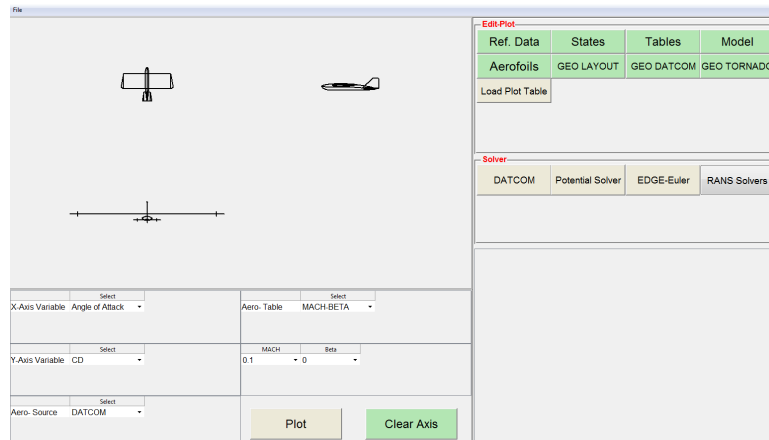 File
Edit-Plot
Ref. Data States Tables Model
Aerofoils GEO LAYOUT GEO DATCOM GEO TORNADO
Load Plot Table
Solver
DATCOM Potential Solver EDGE-Euler RANS Solvers
Select Select
X-Axis Variable Angle of Attack Aero- Table MACH-BETA
Select MACH Beta
Y-Axis Variable CD 0.1 0
Select
Aero- Source DATCOM
Plot Clear Axis